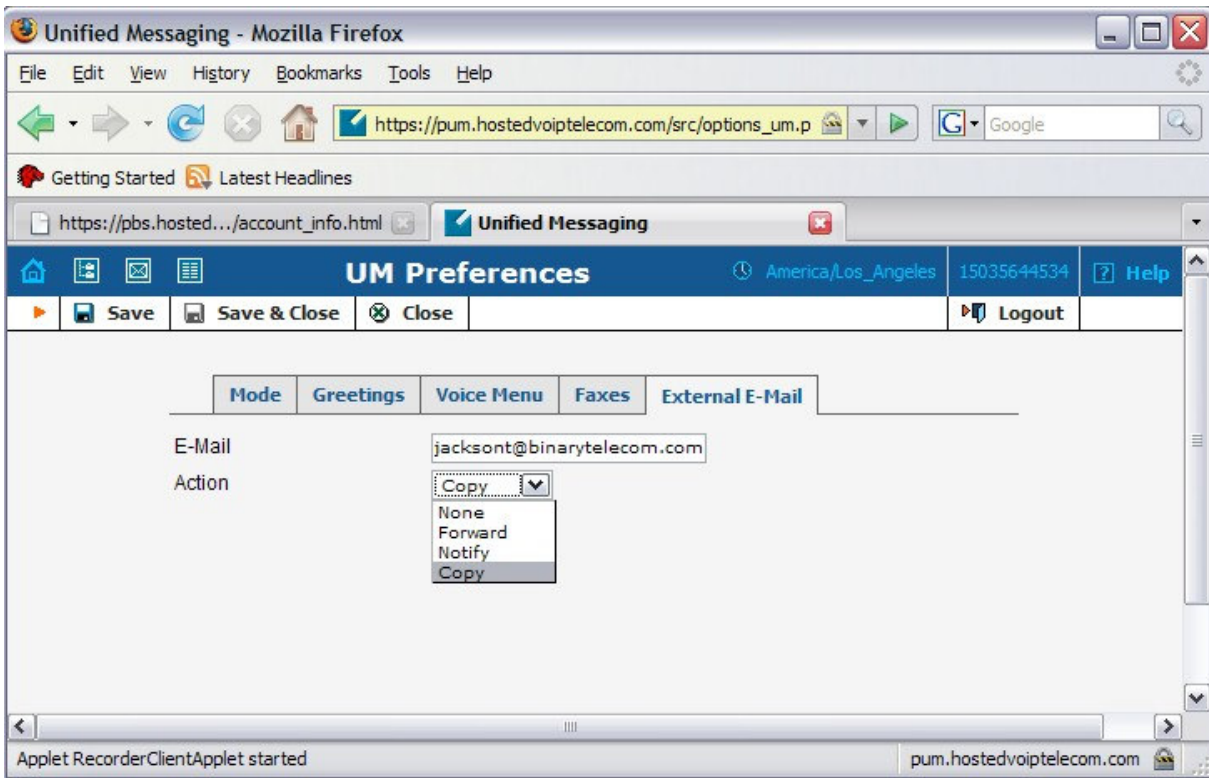 Unified Messaging - Mozilla Firefox
File Edit View History Bookmarks Tools Help
https://pum.hostedvoiptelecom.com/src/options_um.p G Google
Getting Started Latest Headlines
https://pbs.hosted.../account_info.html Unified Messaging
UM Preferences America/Los_Angeles 15035644534 ? Help
Save Save & Close Close Logout
Mode Greetings Voice Menu Faxes External E-Mail
E-Mail jacksont@binarytelecom.com
Action Copy
None
Forward
Notify
Copy
Applet RecorderClientApplet started pum.hostedvoiptelecom.com